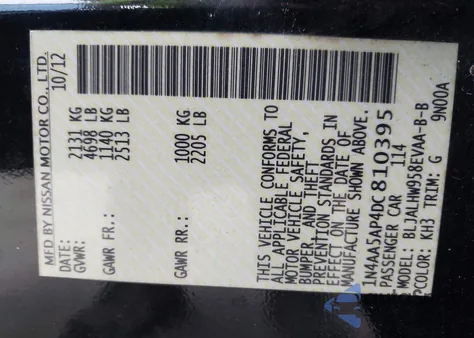 MFD BY NISSAN MOTOR CO., LTD.
DATE: 10/12
GVWR: 2131 KG
4698 LB
GAWR FR.: 1140 KG
2513 LB
GAWR RR.: 1000 KG
2205 LB
THIS VEHICLE CONFORMS TO
ALL APPLICABLE FEDERAL
MOTOR VEHICLE SAFETY,
BUMPER, AND THEFT
PREVENTION STANDARDS IN
EFFECT ON THE DATE OF
MANUFACTURE SHOWN ABOVE.
1N4AA5AP4DC810395
PASSENGER CAR 114
MODEL: BLJALHW958EVAA-B-B
PCOLOR: KH3 TRIM: G 9N00A